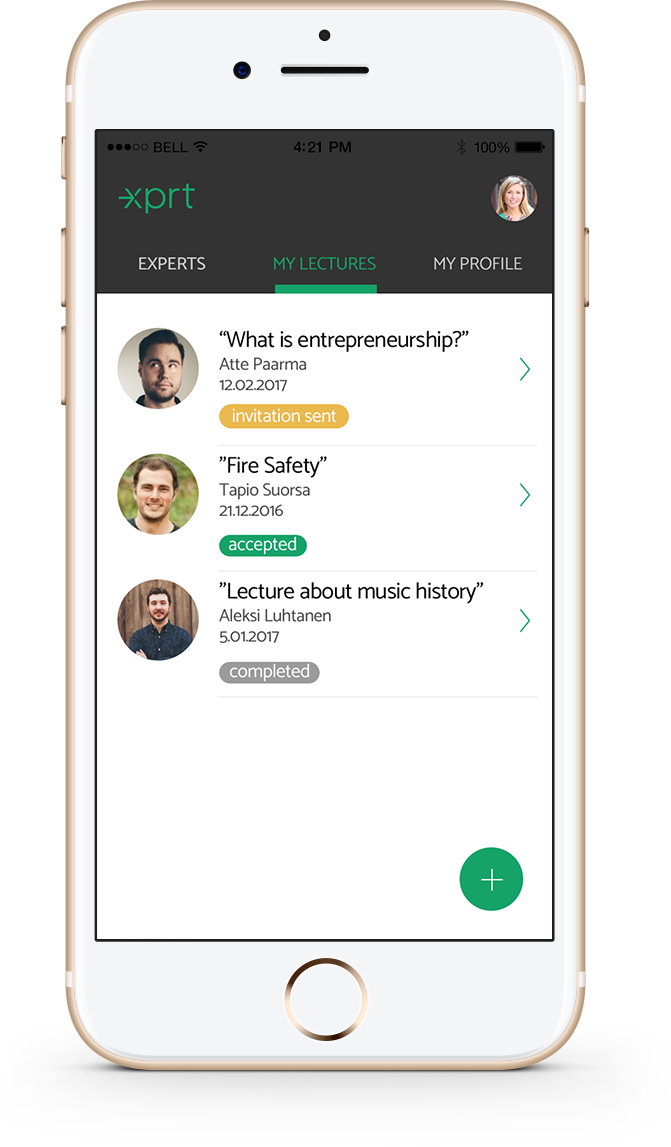 ●●●○○ BELL 4:21 PM 100%
xprt
EXPERTS MY LECTURES MY PROFILE
“What is entrepreneurship?”
Atte Paarma
12.02.2017
invitation sent
”Fire Safety”
Tapio Suorsa
21.12.2016
accepted
”Lecture about music history”
Aleksi Luhtanen
5.01.2017
completed
+